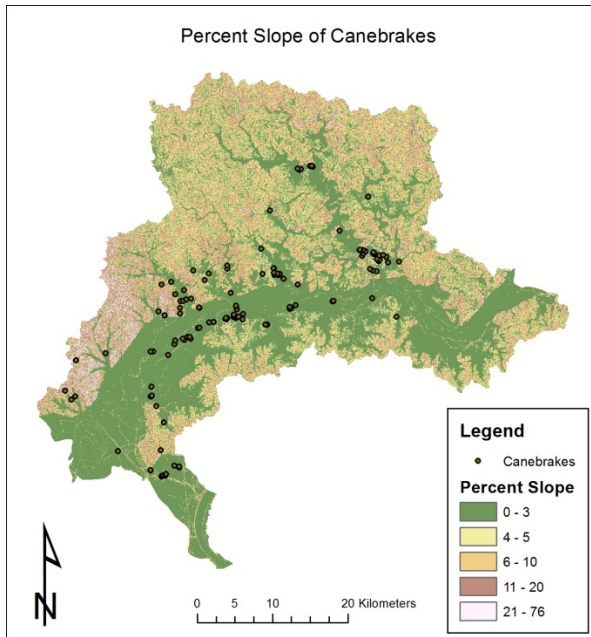 Percent Slope of Canebrakes
Legend
Canebrakes
Percent Slope
0 - 3
4 - 5
6 - 10
11 - 20
21 - 76
N
0 5 10 20 Kilometers